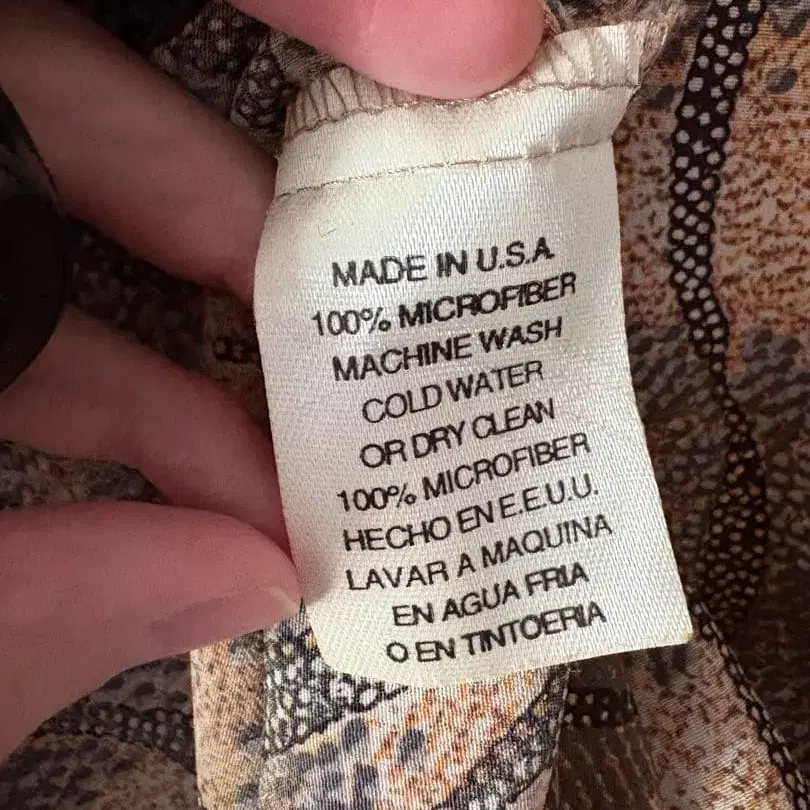 MADE IN U.S.A.
100% MICROFIBER
MACHINE WASH
COLD WATER
OR DRY CLEAN
100% MICROFIBER
HECHO EN E.E.U.U.
LAVAR A MAQUINA
EN AGUA FRIA
O EN TINTOERIA